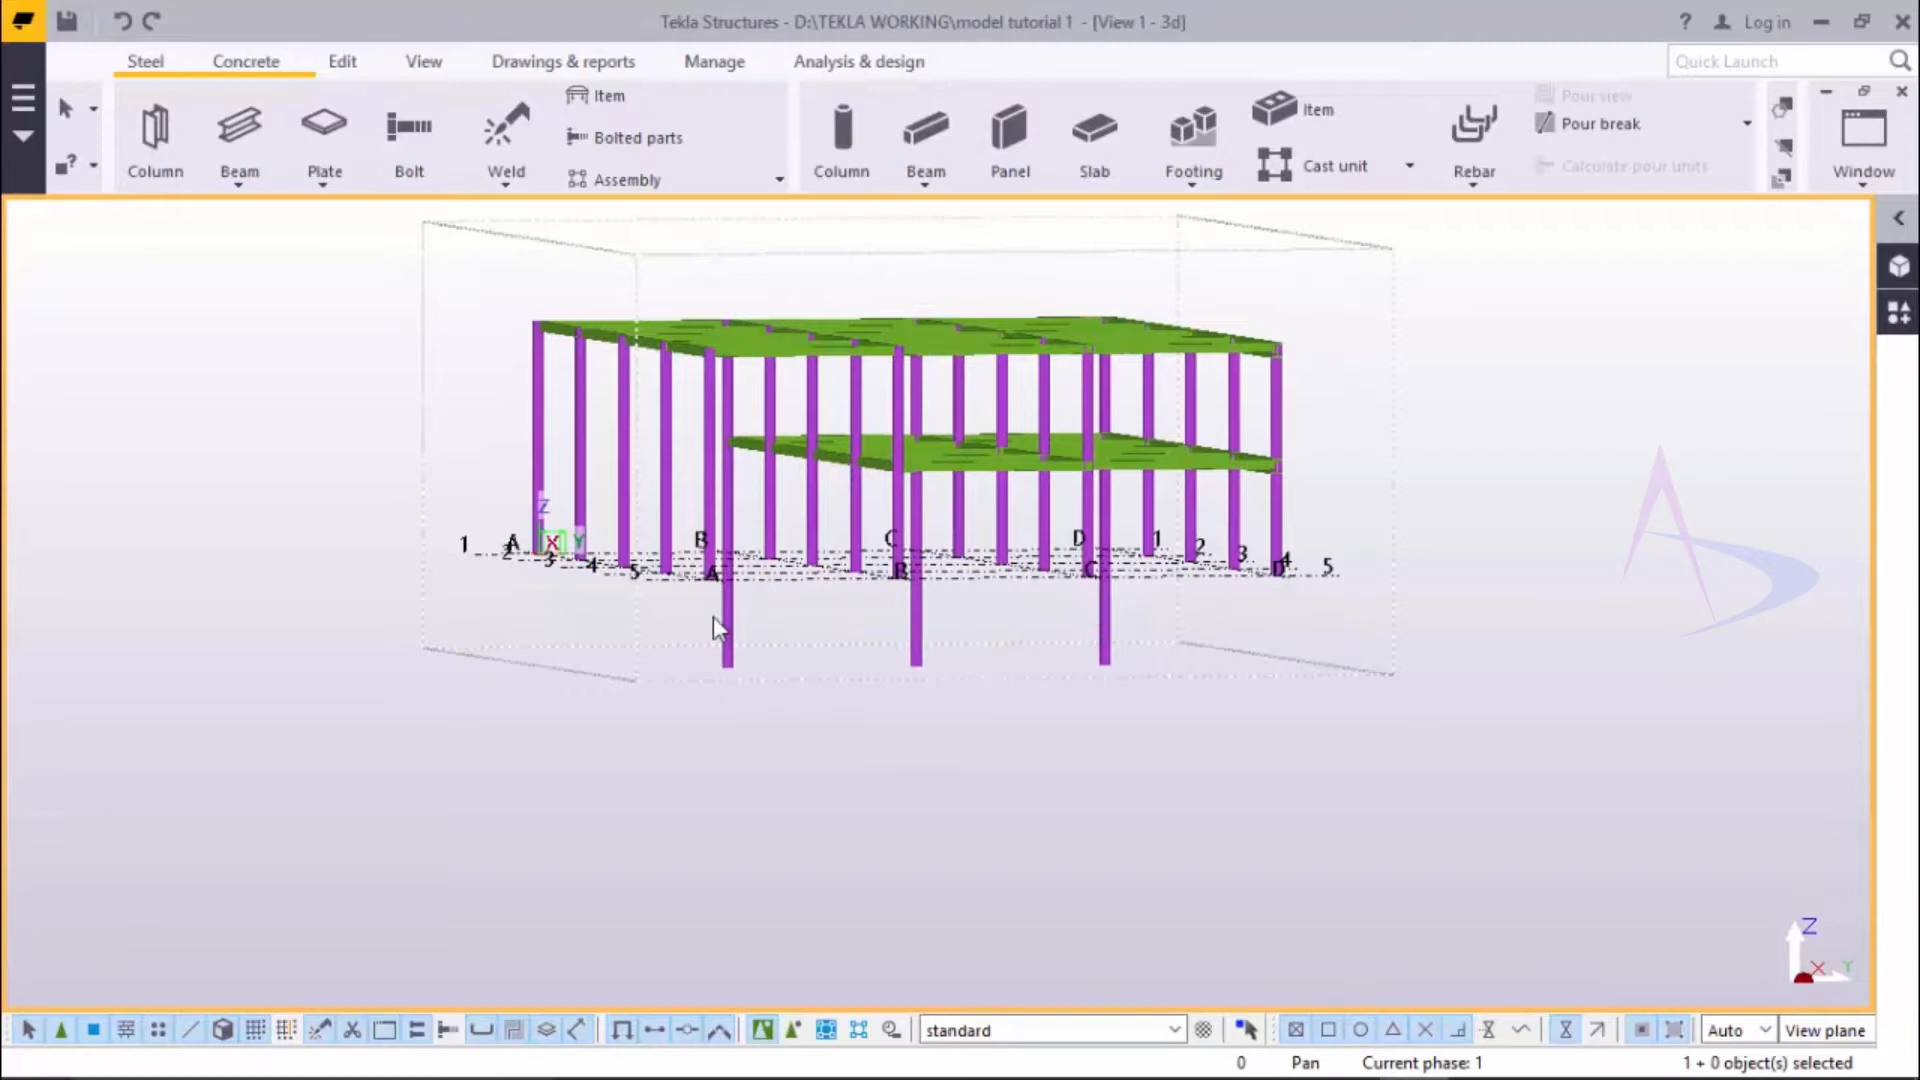 Tekla Structures - D:\TEKLA WORKING\model tutorial 1 - [View 1 - 3d]
? Log in
Steel Concrete Edit View Drawings & reports Manage Analysis & design Quick Launch
Item
Item
Pour view
Pour break
Bolted parts
Column Beam Plate Bolt Weld
Assembly
Column Beam Panel Slab Footing
Cast unit
Rebar
Calculate pour units
Window
Z
1 A X Y B C D 1 2 3 4 5
2 3 4 5 A B C D
Z
X Y
standard Auto View plane
0 Pan Current phase: 1 1 + 0 object(s) selected